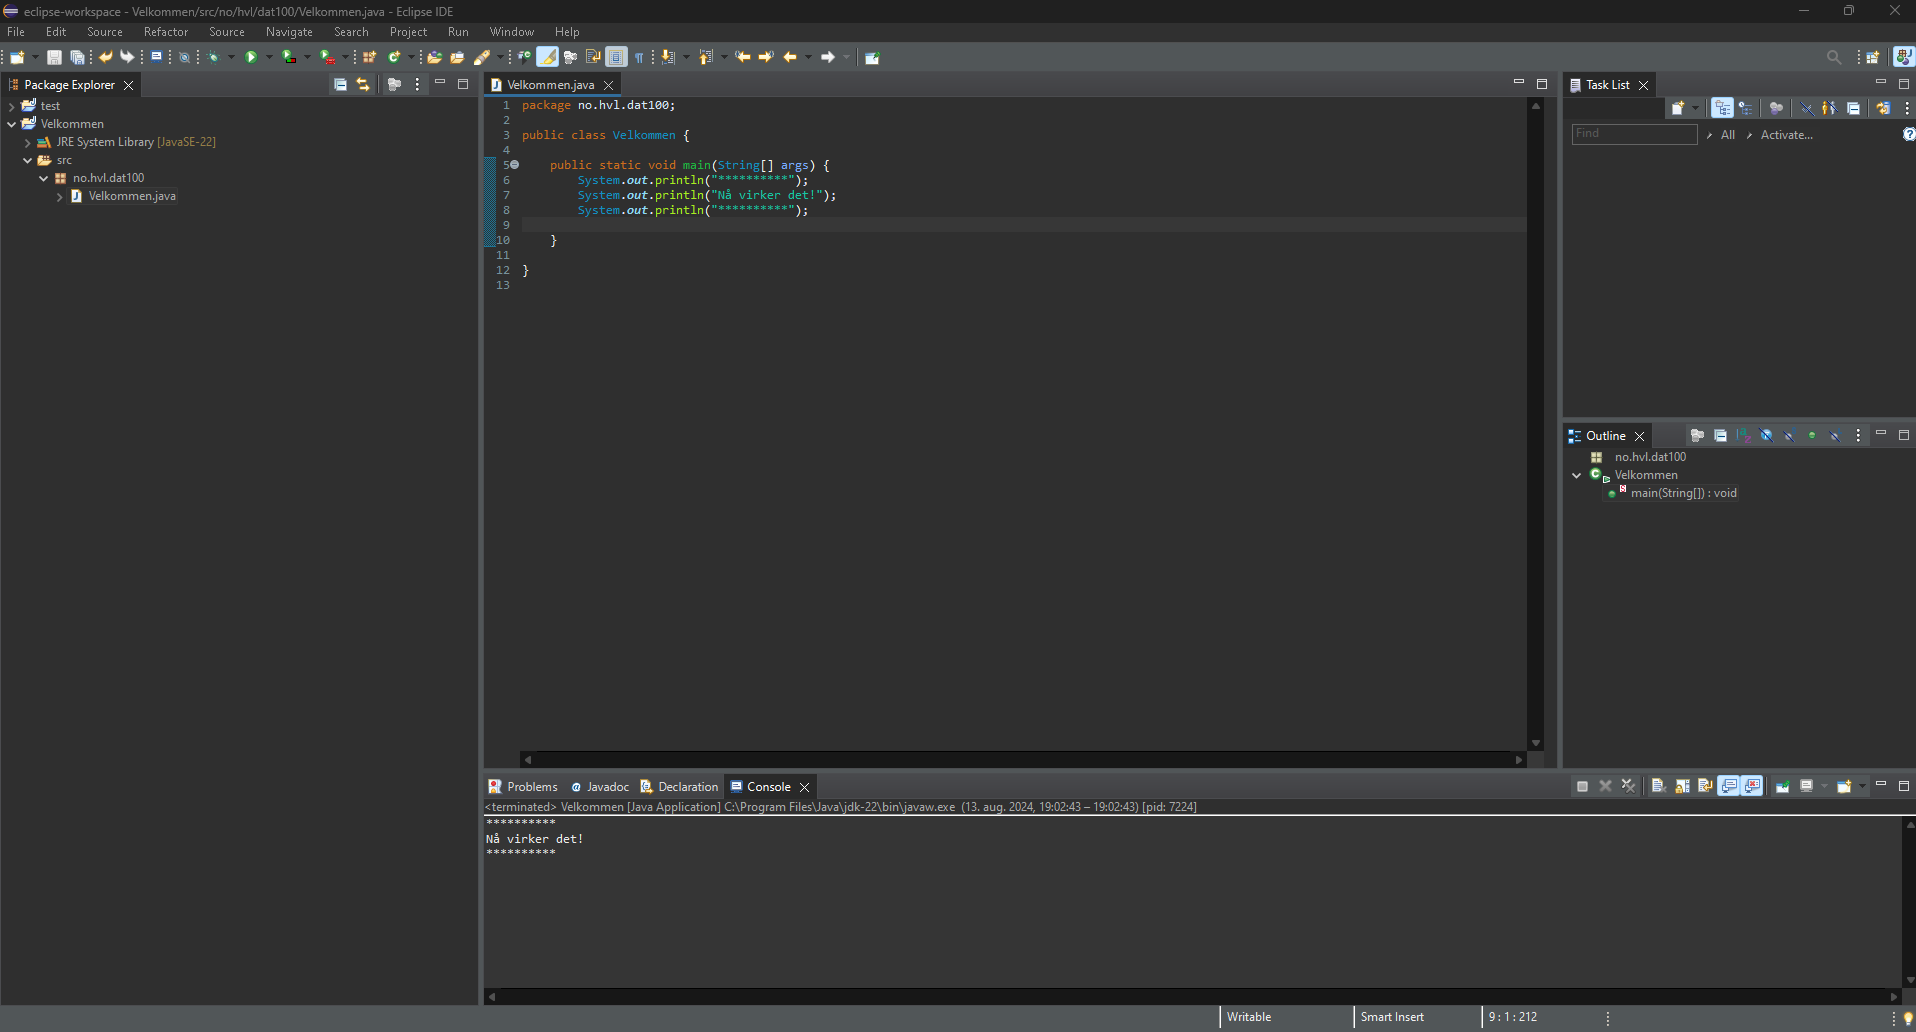 eclipse-workspace - Velkommen/src/no/hvl/dat100/Velkommen.java - Eclipse IDE
File Edit Source Refactor Source Navigate Search Project Run Window Help
Package Explorer
test
Velkommen
JRE System Library [JavaSE-22]
src
no.hvl.dat100
Velkommen.java
Velkommen.java
1 package no.hvl.dat100;
2
3 public class Velkommen {
4
5 public static void main(String[] args) {
6 System.out.println("**********");
7 System.out.println("Nå virker det!");
8 System.out.println("**********");
9
10 }
11
12 }
13
Task List
Find All Activate...
Outline
no.hvl.dat100
Velkommen
main(String[]) : void
Problems Javadoc Declaration Console
<terminated> Velkommen [Java Application] C:\Program Files\Java\jdk-22\bin\javaw.exe (13. aug. 2024, 19:02:43 – 19:02:43) [pid: 7224]
**********
Nå virker det!
**********
Writable Smart Insert 9 : 1 : 212